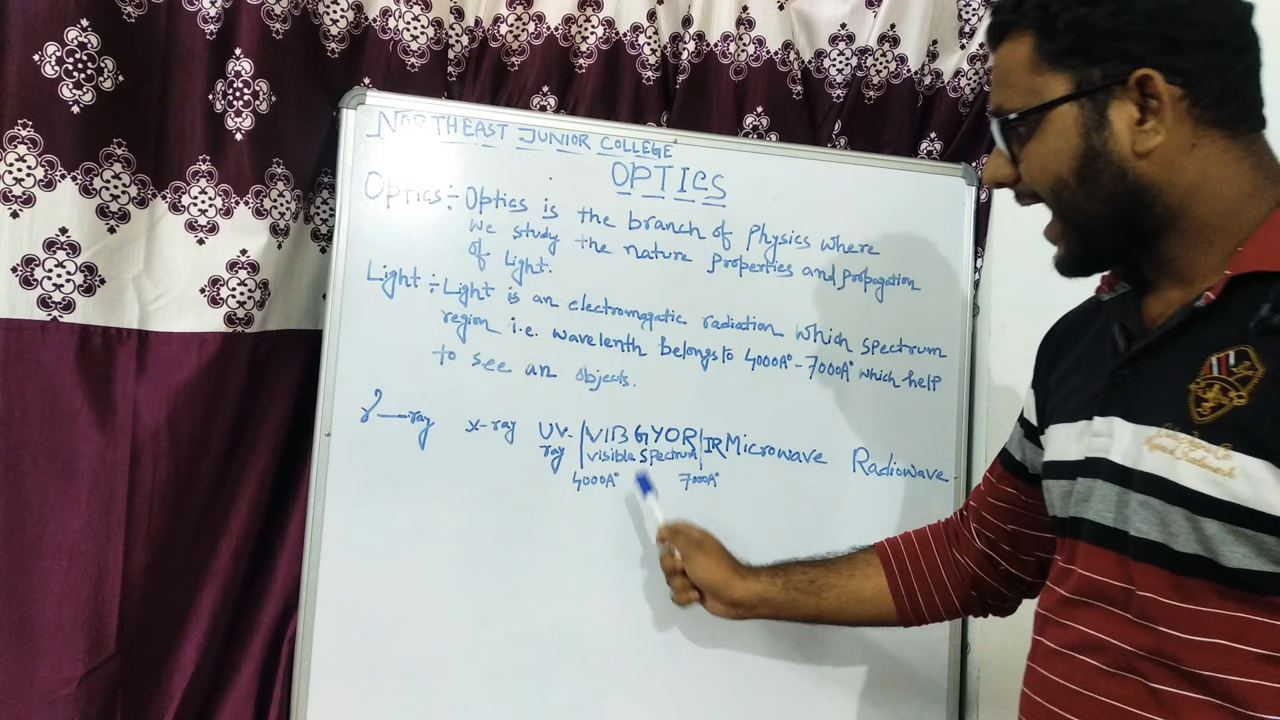 NORTHEAST JUNIOR COLLEGE
OPTICS
Optics÷ Optics is the branch of Physics where
we study the nature properties and propagation
of Light.
Light ÷ Light is an electromagatic radiation which spectrum
region i.e. wavelenth belongs to 4000A° - 7000A° which help
to see an objects.
γ—ray x-ray UV- |VIBGYOR| IR Microwave Radiowave
ray visible spectrum
4000A° 7000A°